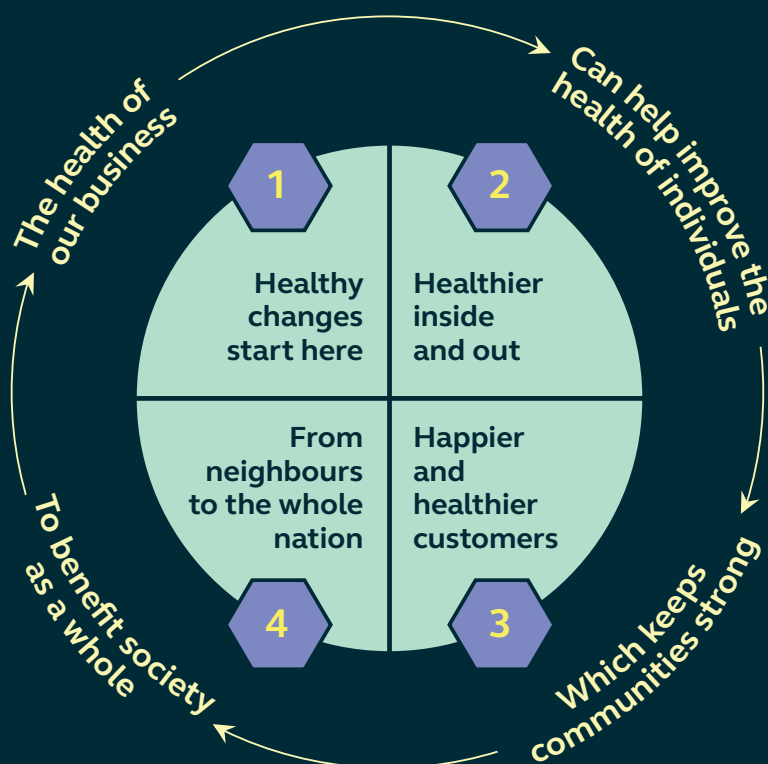 The health of
our business
Can help improve the
health of individuals
1
2
Healthy
changes
start here
Healthier
inside
and out
From
neighbours
to the whole
nation
Happier
and
healthier
customers
4
3
To benefit society
as a whole
Which keeps
communities strong